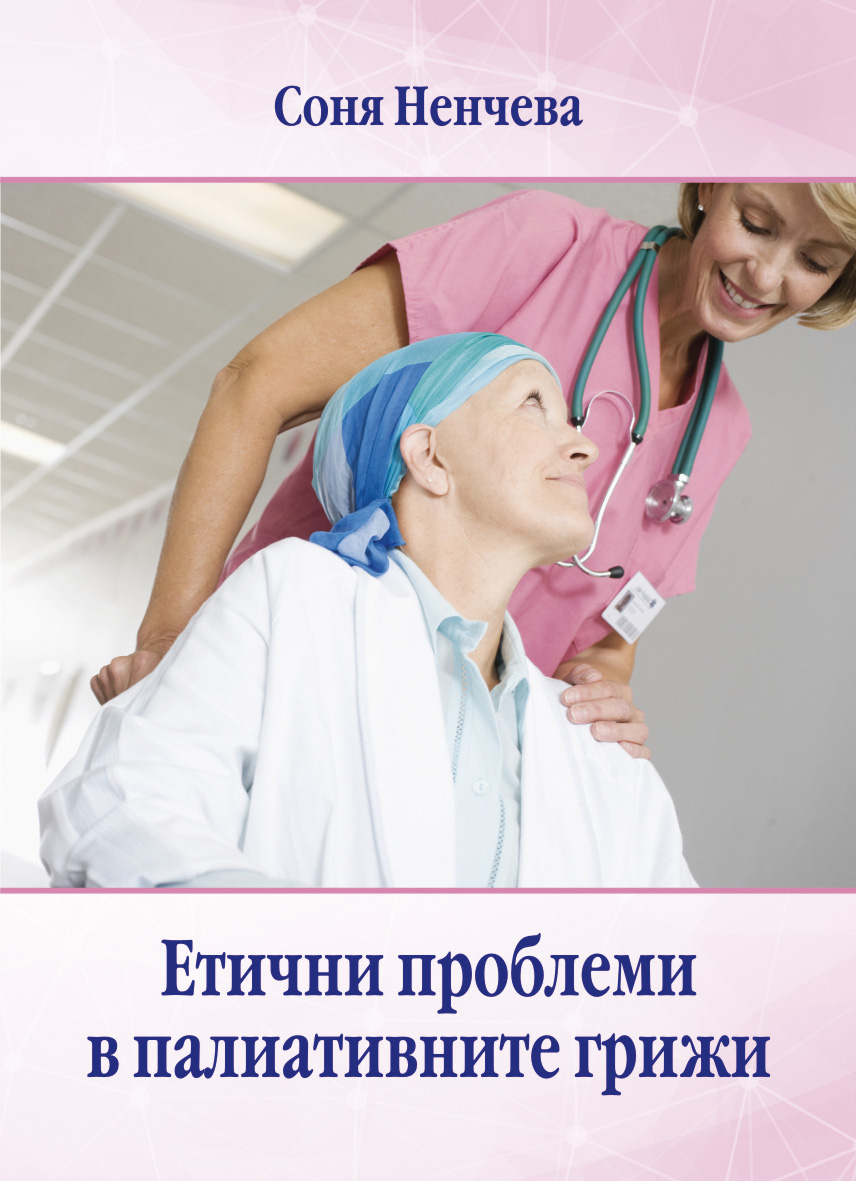 Соня Ненчева
Етични проблеми
в палиативните грижи